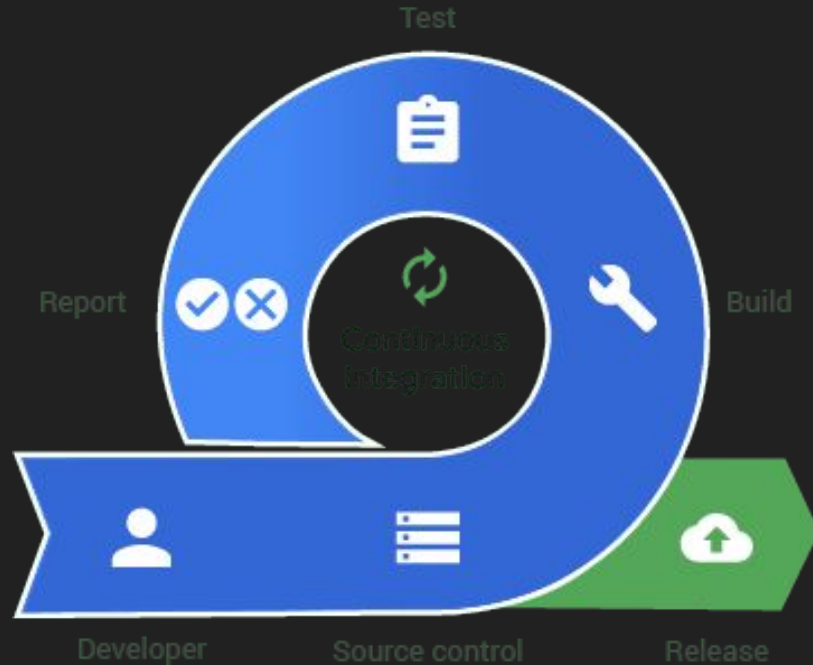 Test
Report
Build
Continuous
integration
Developer
Source control
Release